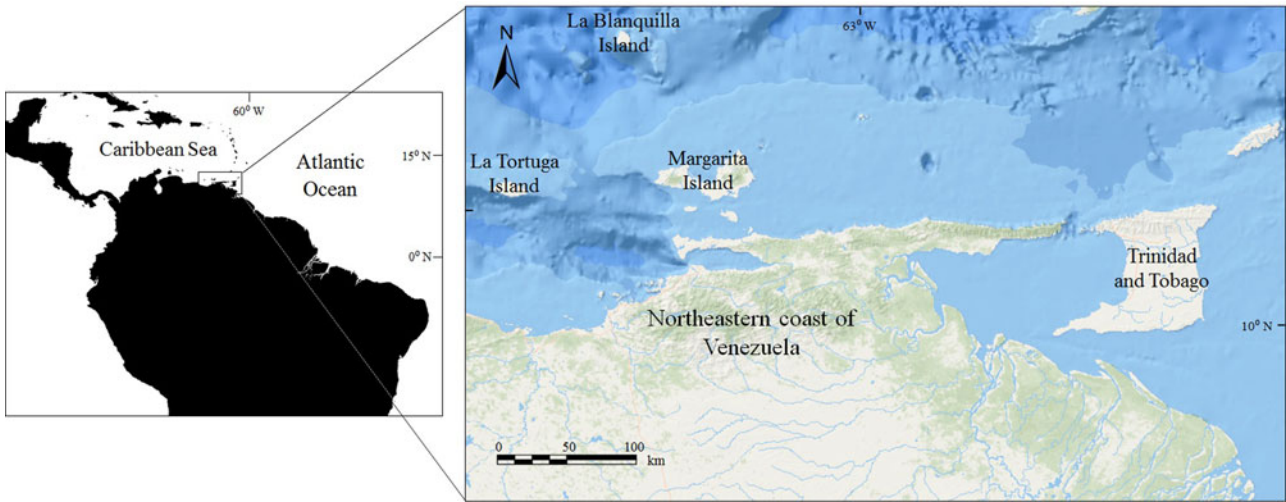 60° W
Caribbean Sea
Atlantic
Ocean
15° N
0° N
La Blanquilla
Island
63° W
N
La Tortuga
Island
Margarita
Island
Trinidad
and Tobago
Northeastern coast of
Venezuela
10° N
0 50 100
km